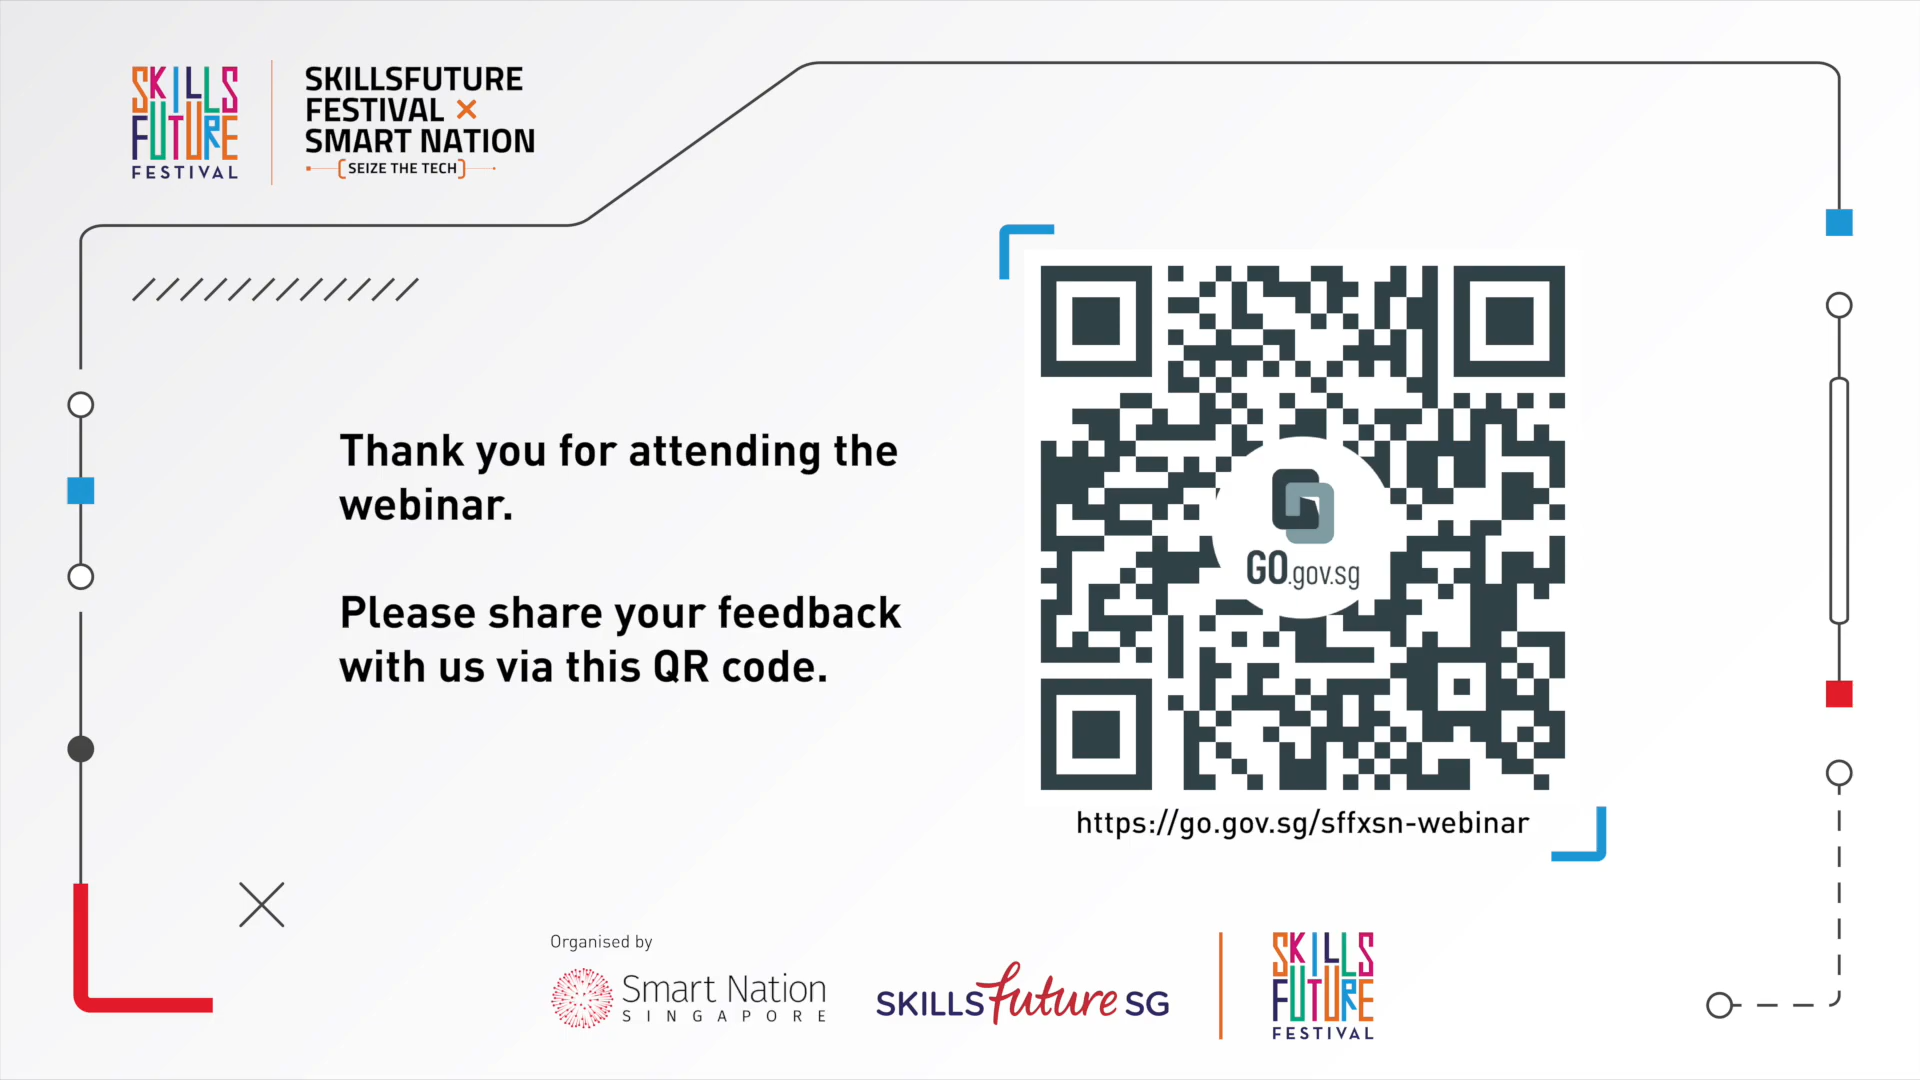 SKILLS
FUTURE
FESTIVAL
SKILLSFUTURE
FESTIVAL ×
SMART NATION
SEIZE THE TECH
Thank you for attending the
webinar.
Please share your feedback
with us via this QR code.
GO.gov.sg
https://go.gov.sg/sffxsn-webinar
Organised by
Smart Nation
SINGAPORE
SKILLSfuture SG
SKILLS
FUTURE
FESTIVAL